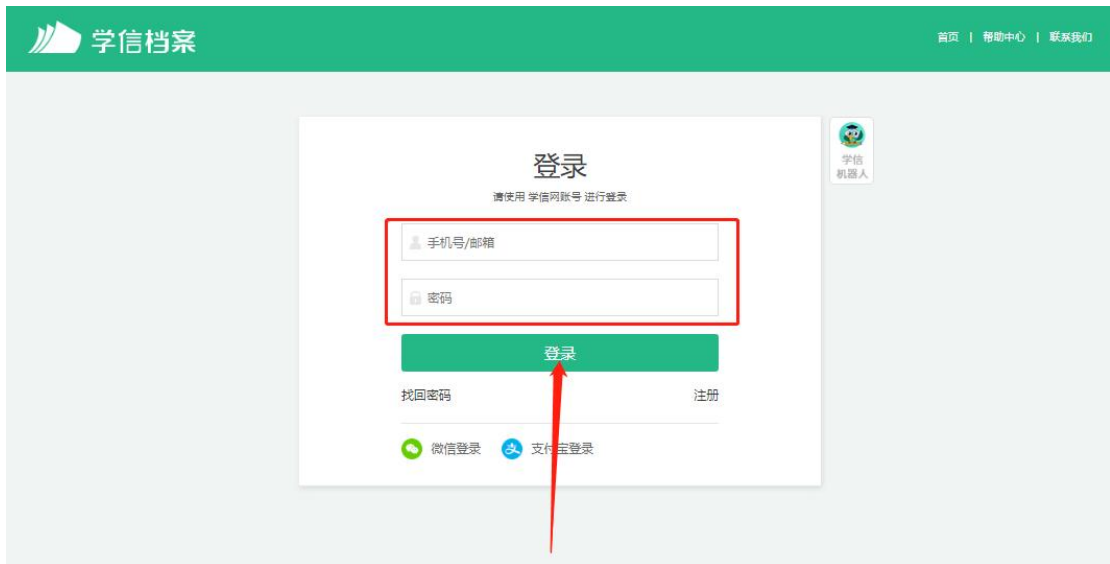 学信档案
首页 | 帮助中心 | 联系我们
登录
请使用 学信网账号 进行登录
学信
机器人
手机号/邮箱
密码
登录
找回密码 注册
微信登录 支付宝登录